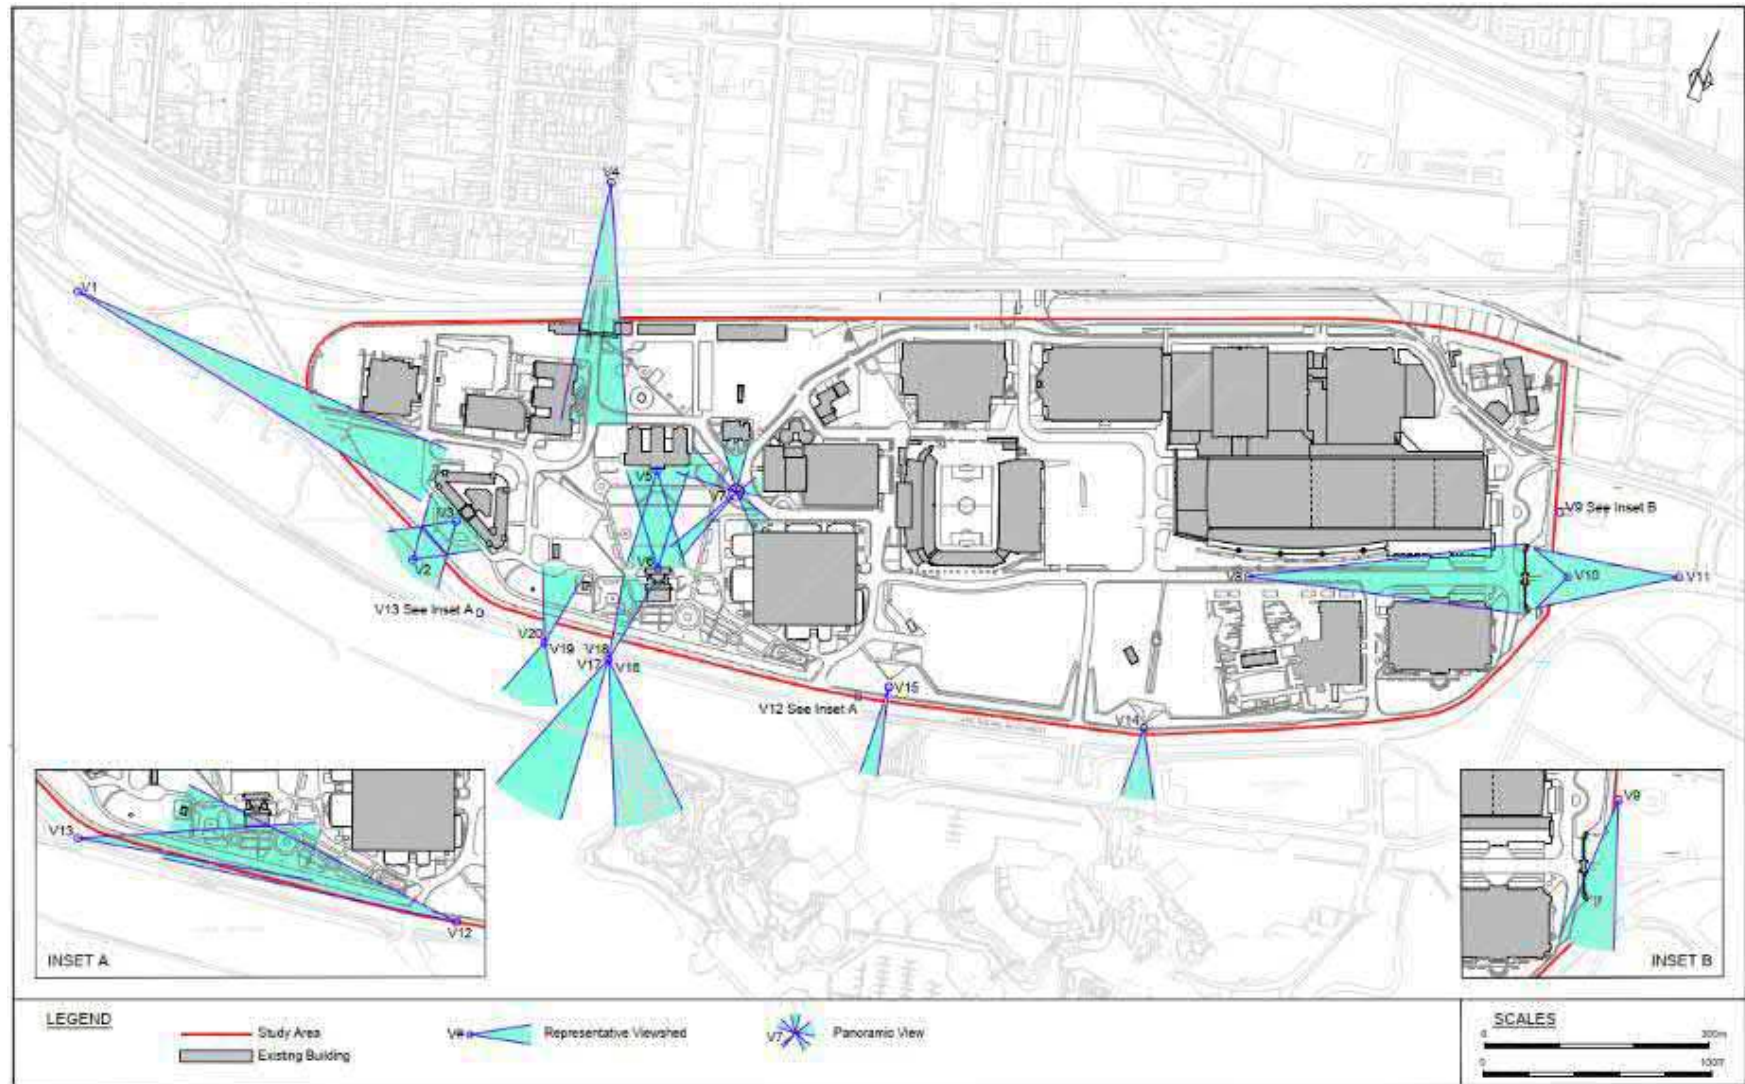 V4
V1
V5
V7
V3
V9 See Inset B
V6
V2
V8
V10
V11
V13 See Inset A
V20
V19
V18
V17
V16
V15
V12 See Inset A
V14
V13
V12
INSET A
V9
INSET B
LEGEND
Study Area
Existing Building
V#
Representative Viewshed
V7
Panoramic View
SCALES
0
300m
0